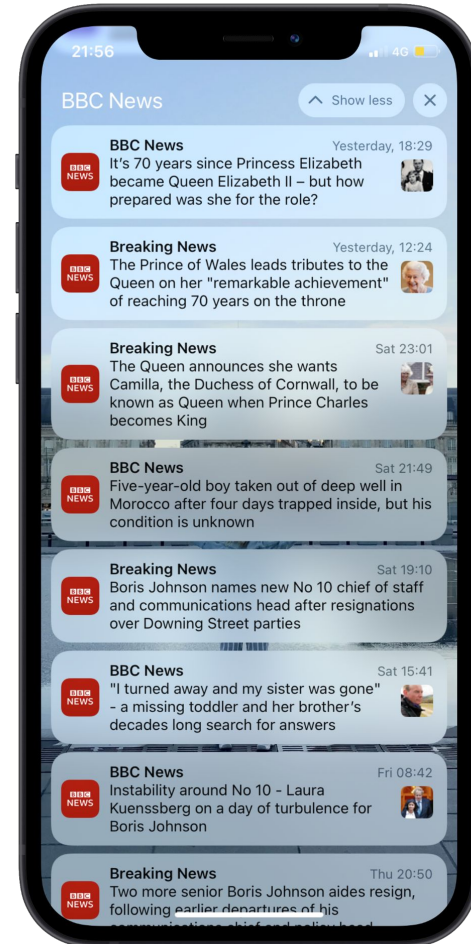 21:56
4G
BBC News
Show less
BBC News
Yesterday, 18:29
BBC
NEWS
It's 70 years since Princess Elizabeth
became Queen Elizabeth II – but how
prepared was she for the role?
Breaking News
Yesterday, 12:24
BBC
NEWS
The Prince of Wales leads tributes to the
Queen on her "remarkable achievement"
of reaching 70 years on the throne
Breaking News
Sat 23:01
BBC
NEWS
The Queen announces she wants
Camilla, the Duchess of Cornwall, to be
known as Queen when Prince Charles
becomes King
BBC News
Sat 21:49
BBC
NEWS
Five-year-old boy taken out of deep well in
Morocco after four days trapped inside, but his
condition is unknown
Breaking News
Sat 19:10
BBC
NEWS
Boris Johnson names new No 10 chief of staff
and communications head after resignations
over Downing Street parties
BBC News
Sat 15:41
BBC
NEWS
"I turned away and my sister was gone"
- a missing toddler and her brother's
decades long search for answers
BBC News
Fri 08:42
BBC
NEWS
Instability around No 10 - Laura
Kuenssberg on a day of turbulence for
Boris Johnson
Breaking News
Thu 20:50
BBC
NEWS
Two more senior Boris Johnson aides resign,
following earlier departures of his
communications chief and policy head